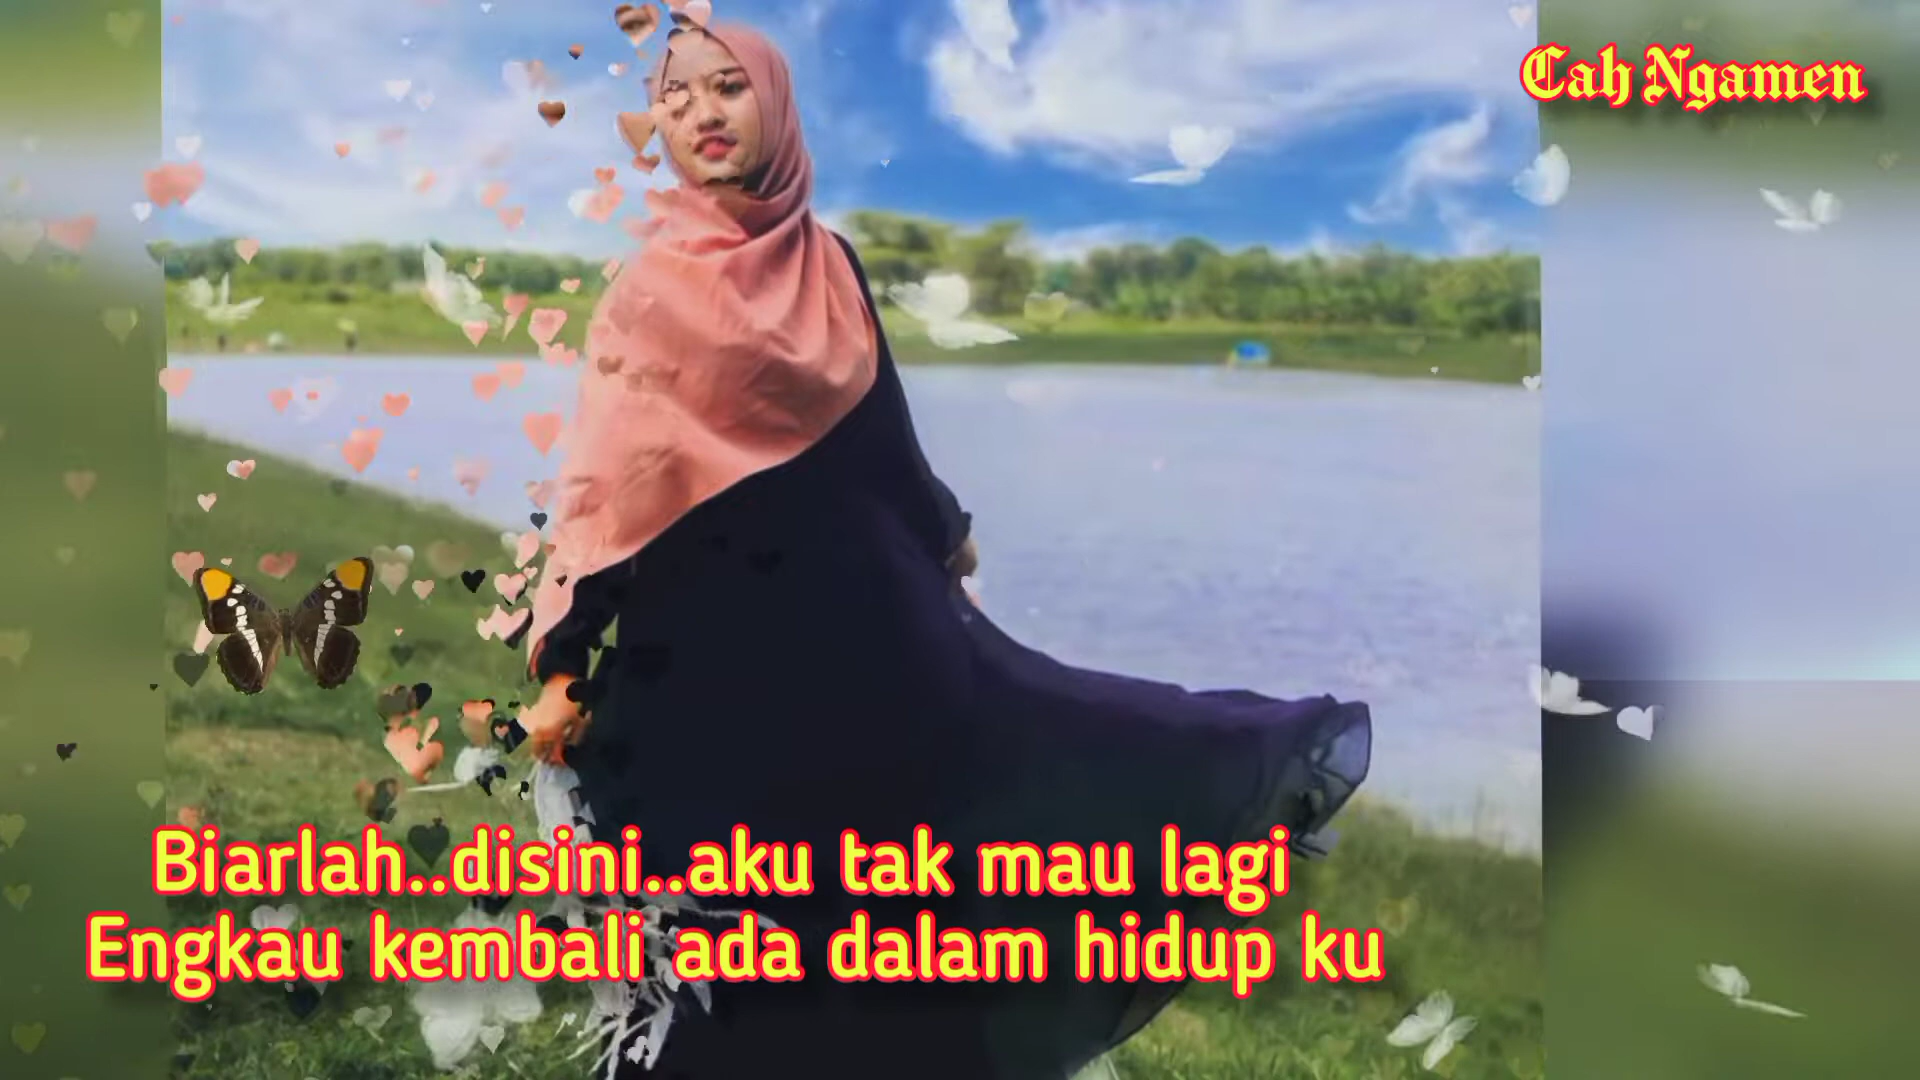 Cah Ngamen
Biarlah..disini..aku tak mau lagi
Engkau kembali ada dalam hidup ku